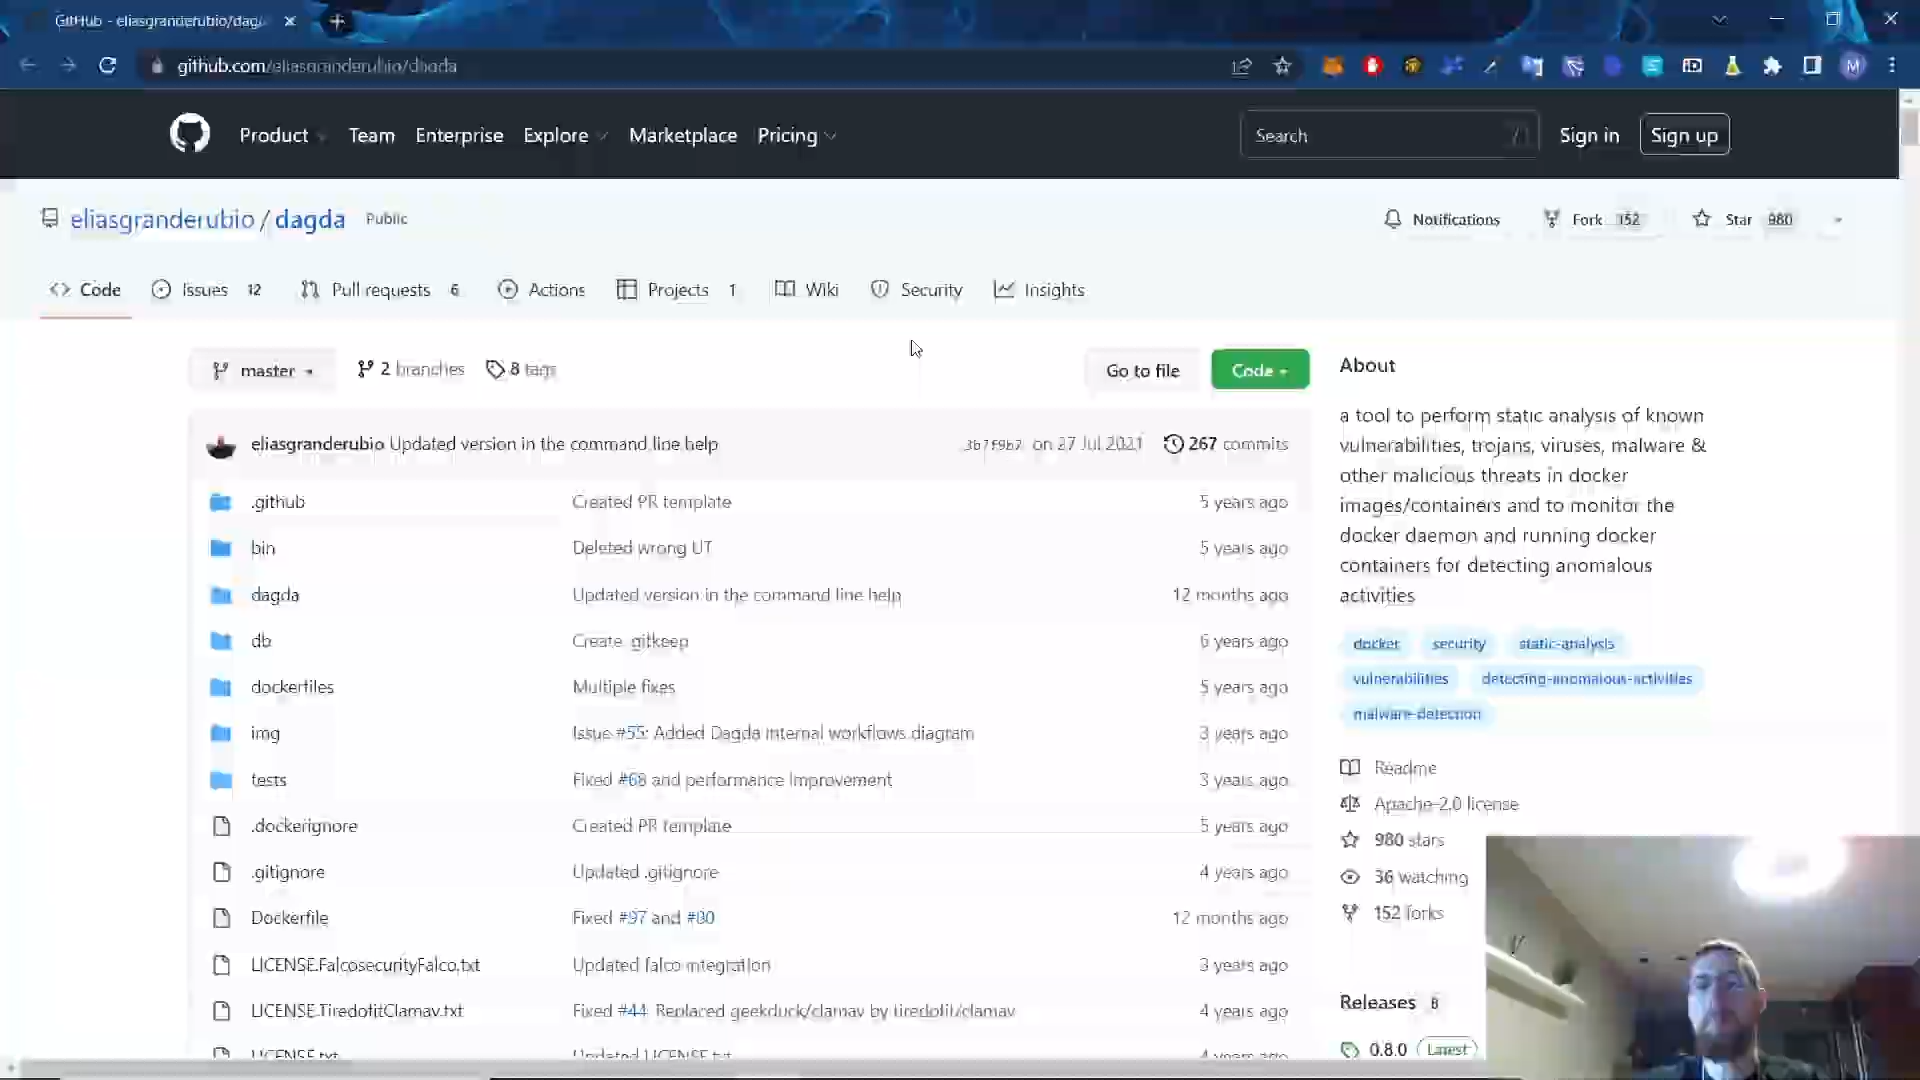 GitHub - eliasgranderubio/dag
github.com/eliasgranderubio/dagda
M
Product Team Enterprise Explore Marketplace Pricing
Search /
Sign in Sign up
eliasgranderubio / dagda Public
Notifications Fork 152 Star 980
Code Issues 12 Pull requests 6 Actions Projects 1 Wiki Security Insights
master 2 branches 8 tags
Go to file Code
eliasgranderubio Updated version in the command line help
on 27 Jul 2021 267 commits
.github Created PR template 5 years ago
bin Deleted wrong UT 5 years ago
dagda Updated version in the command line help 12 months ago
db Create .gitkeep 6 years ago
dockerfiles Multiple fixes 5 years ago
img Issue #55: Added Dagda internal workflows diagram 3 years ago
tests Fixed #68 and performance improvement 3 years ago
.dockerignore Created PR template 5 years ago
.gitignore Updated .gitignore 4 years ago
Dockerfile Fixed #97 and #80 12 months ago
LICENSE.FalcosecurityFalco.txt Updated falco integration 3 years ago
LICENSE.TiredofitClamav.txt Fixed #44: Replaced geekduck/clamav by tiredofit/clamav 4 years ago
LICENSE.txt Updated LICENSE.txt 4 years ago
About
a tool to perform static analysis of known
vulnerabilities, trojans, viruses, malware &
other malicious threats in docker
images/containers and to monitor the
docker daemon and running docker
containers for detecting anomalous
activities
docker security static-analysis
vulnerabilities detecting-anomalous-activities
malware-detection
Readme
Apache-2.0 license
980 stars
36 watching
152 forks
Releases 8
0.8.0 Latest